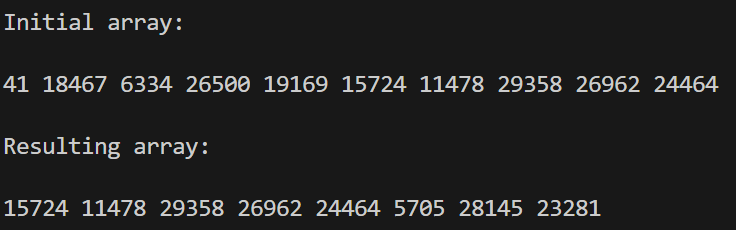 Initial array:
41 18467 6334 26500 19169 15724 11478 29358 26962 24464
Resulting array:
15724 11478 29358 26962 24464 5705 28145 23281